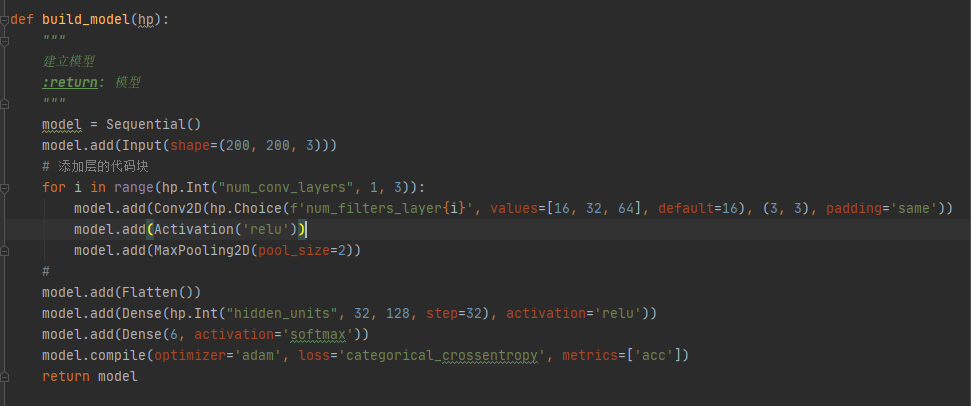 def build_model(hp):
    """
    建立模型
    :return: 模型
    """
    model = Sequential()
    model.add(Input(shape=(200, 200, 3)))
    # 添加层的代码块
    for i in range(hp.Int("num_conv_layers", 1, 3)):
        model.add(Conv2D(hp.Choice(f'num_filters_layer{i}', values=[16, 32, 64], default=16), (3, 3), padding='same'))
        model.add(Activation('relu'))
        model.add(MaxPooling2D(pool_size=2))
    #
    model.add(Flatten())
    model.add(Dense(hp.Int("hidden_units", 32, 128, step=32), activation='relu'))
    model.add(Dense(6, activation='softmax'))
    model.compile(optimizer='adam', loss='categorical_crossentropy', metrics=['acc'])
    return model